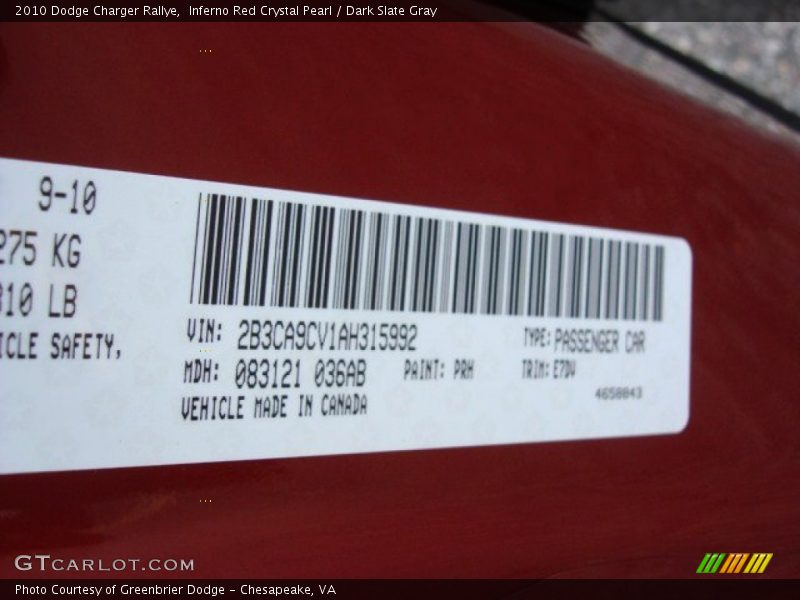 2010 Dodge Charger Rallye,  Inferno Red Crystal Pearl / Dark Slate Gray
9-10
275 KG
310 LB
ICLE SAFETY,
VIN: 2B3CA9CV1AH315992
TYPE: PASSENGER CAR
MDH: 083121 036AB
PAINT: PRH
TRIM: E7DV
VEHICLE MADE IN CANADA
4658043
GTCARLOT.COM
Photo Courtesy of Greenbrier Dodge - Chesapeake, VA